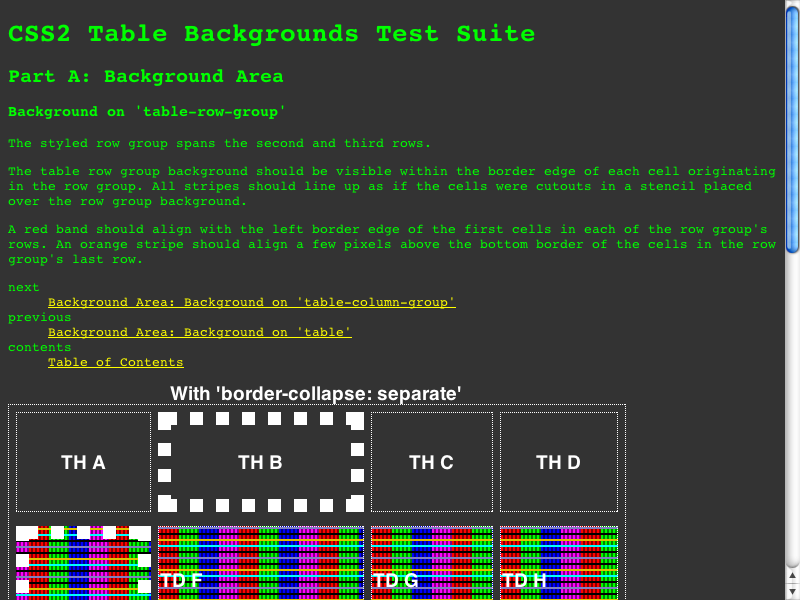 CSS2 Table Backgrounds Test Suite
Part A: Background Area
Background on 'table-row-group'
The styled row group spans the second and third rows.
The table row group background should be visible within the border edge of each cell originating
in the row group. All stripes should line up as if the cells were cutouts in a stencil placed
over the row group background.
A red band should align with the left border edge of the first cells in each of the row group's
rows. An orange stripe should align a few pixels above the bottom border of the cells in the row
group's last row.
next
Background Area: Background on 'table-column-group'
previous
Background Area: Background on 'table'
contents
Table of Contents
With 'border-collapse: separate'
TH A TH B TH C TH D
TD F TD G TD H